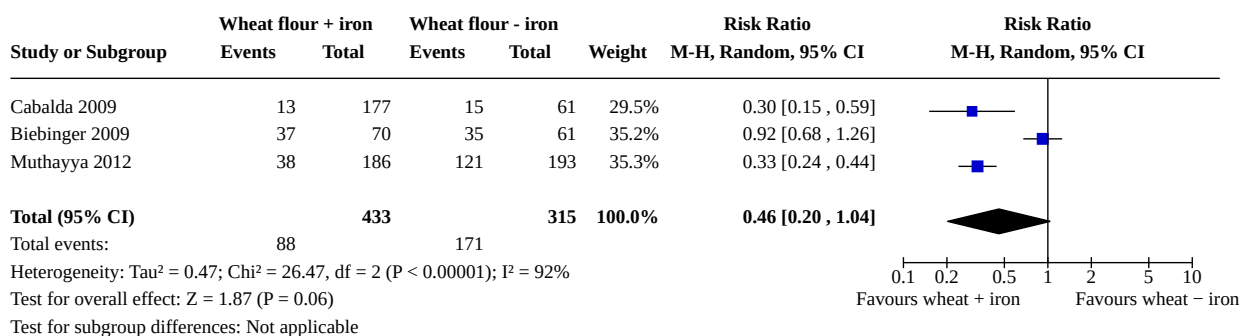 Wheat flour + iron Wheat flour - iron Risk Ratio Risk Ratio
Study or Subgroup Events Total Events Total Weight M-H, Random, 95% CI M-H, Random, 95% CI
Cabalda 2009 13 177 15 61 29.5% 0.30 [0.15 , 0.59]
Biebinger 2009 37 70 35 61 35.2% 0.92 [0.68 , 1.26]
Muthayya 2012 38 186 121 193 35.3% 0.33 [0.24 , 0.44]
Total (95% CI) 433 315 100.0% 0.46 [0.20 , 1.04]
Total events: 88 171
Heterogeneity: Tau² = 0.47; Chi² = 26.47, df = 2 (P < 0.00001); I² = 92%
0.1 0.2 0.5 1 2 5 10
Test for overall effect: Z = 1.87 (P = 0.06)
Favours wheat + iron Favours wheat − iron
Test for subgroup differences: Not applicable